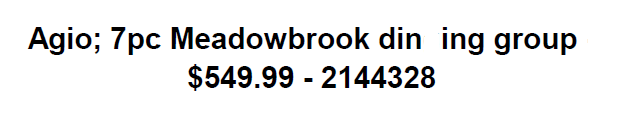 Agio; 7pc Meadowbrook din  ing group
$549.99 - 2144328